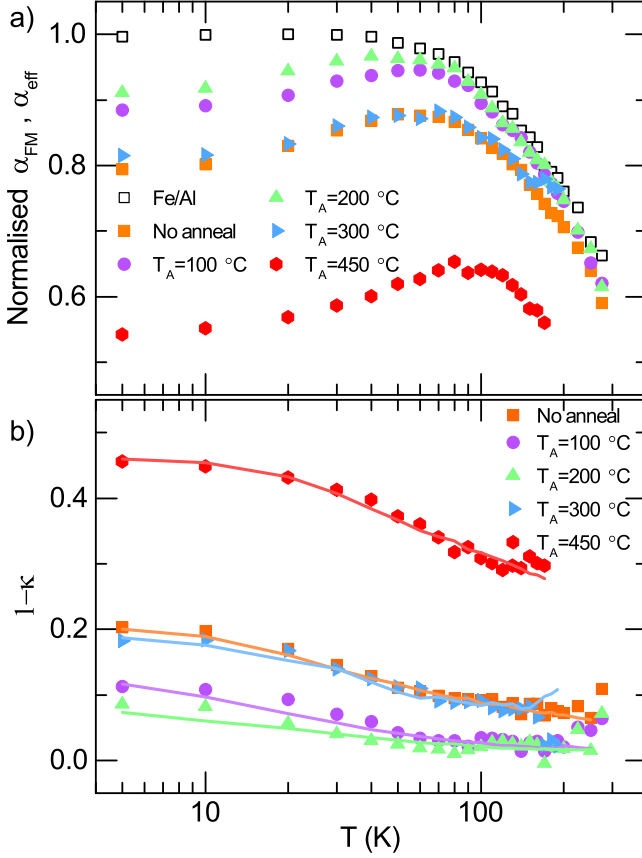 a)
1.0
0.8
0.6
Normalised α_FM , α_eff
Fe/Al
No anneal
T_A=100 °C
T_A=200 °C
T_A=300 °C
T_A=450 °C
b)
0.4
0.2
0.0
1−κ
No anneal
T_A=100 °C
T_A=200 °C
T_A=300 °C
T_A=450 °C
10
100
T (K)